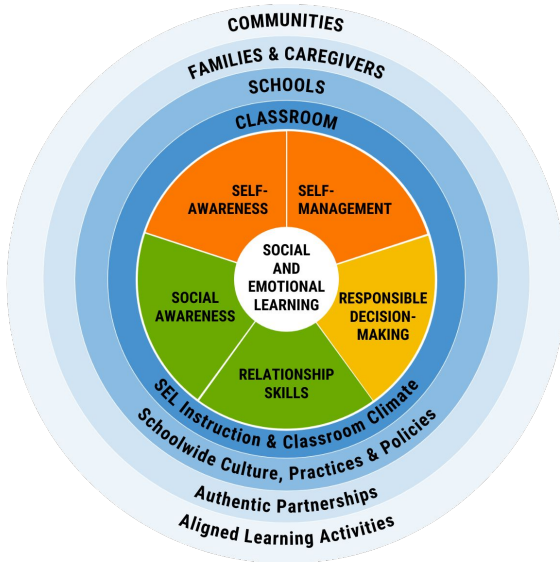 COMMUNITIES
FAMILIES & CAREGIVERS
SCHOOLS
CLASSROOM
SELF-
AWARENESS
SELF-
MANAGEMENT
SOCIAL
AND
EMOTIONAL
LEARNING
SOCIAL
AWARENESS
RESPONSIBLE
DECISION-
MAKING
RELATIONSHIP
SKILLS
SEL Instruction & Classroom Climate
Schoolwide Culture, Practices & Policies
Authentic Partnerships
Aligned Learning Activities